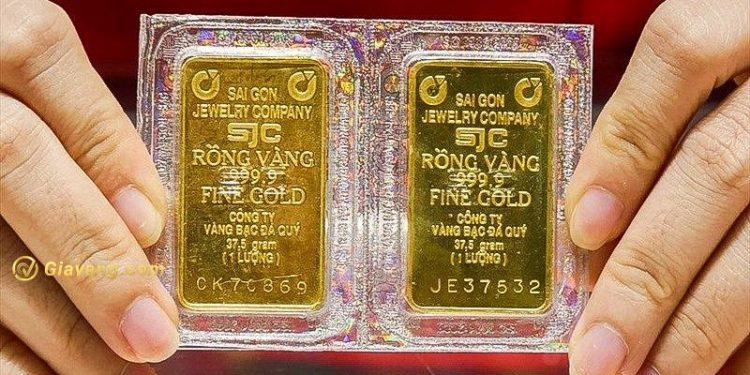 SAI GON
JEWELRY COMPANY
SJC
RỒNG VÀNG
999.9
FINE GOLD
CÔNG TY
VÀNG BẠC ĐÁ QUÝ
37,5 gram
(1 LƯỢNG)
CK7C869
SAI GON
JEWELRY COMPANY
SJC
RỒNG VÀNG
999.9
FINE GOLD
CÔNG TY
VÀNG BẠC ĐÁ QUÝ
37,5 gram
(1 LƯỢNG)
JE37532
Giavang.com